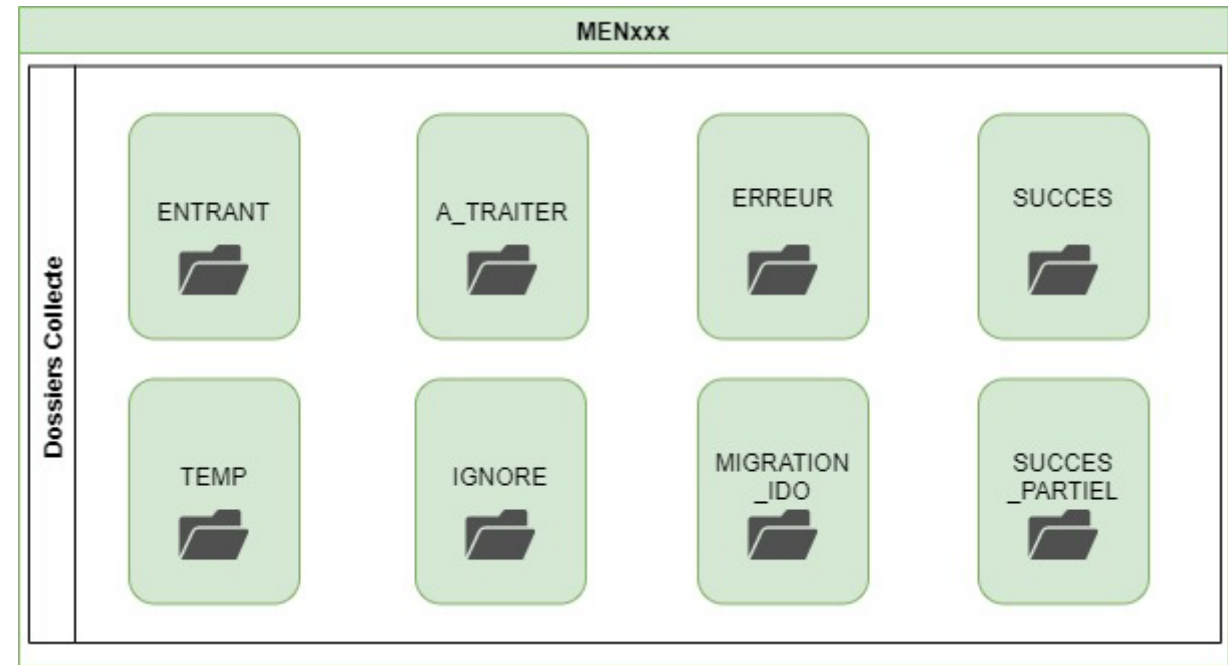 MENxxx
Dossiers Collecte
ENTRANT
A_TRAITER
ERREUR
SUCCES
TEMP
IGNORE
MIGRATION
_IDO
SUCCES
_PARTIEL